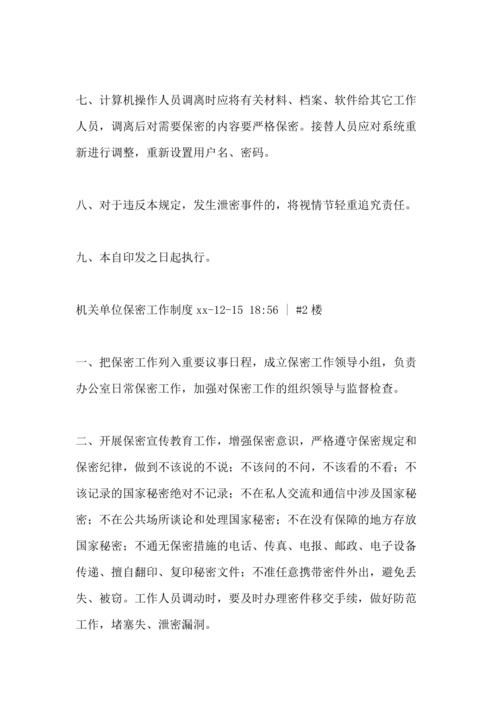 七、计算机操作人员调离时应将有关材料、档案、软件给其它工作
人员，调离后对需要保密的内容要严格保密。接替人员应对系统重
新进行调整，重新设置用户名、密码。
八、对于违反本规定，发生泄密事件的，将视情节轻重追究责任。
九、本自印发之日起执行。
机关单位保密工作制度 xx-12-15 18:56 | #2 楼
一、把保密工作列入重要议事日程，成立保密工作领导小组，负责
办公室日常保密工作，加强对保密工作的组织领导与监督检查。
二、开展保密宣传教育工作，增强保密意识，严格遵守保密规定和
保密纪律，做到不该说的不说；不该问的不问，不该看的不看；不
该记录的国家秘密绝对不记录；不在私人交流和通信中涉及国家秘
密；不在公共场所谈论和处理国家秘密；不在没有保障的地方存放
国家秘密；不通无保密措施的电话、传真、电报、邮政、电子设备
传递、擅自翻印、复印秘密文件；不准任意携带密件外出，避免丢
失、被窃。工作人员调动时，要及时办理密件移交手续，做好防范
工作，堵塞失、泄密漏洞。